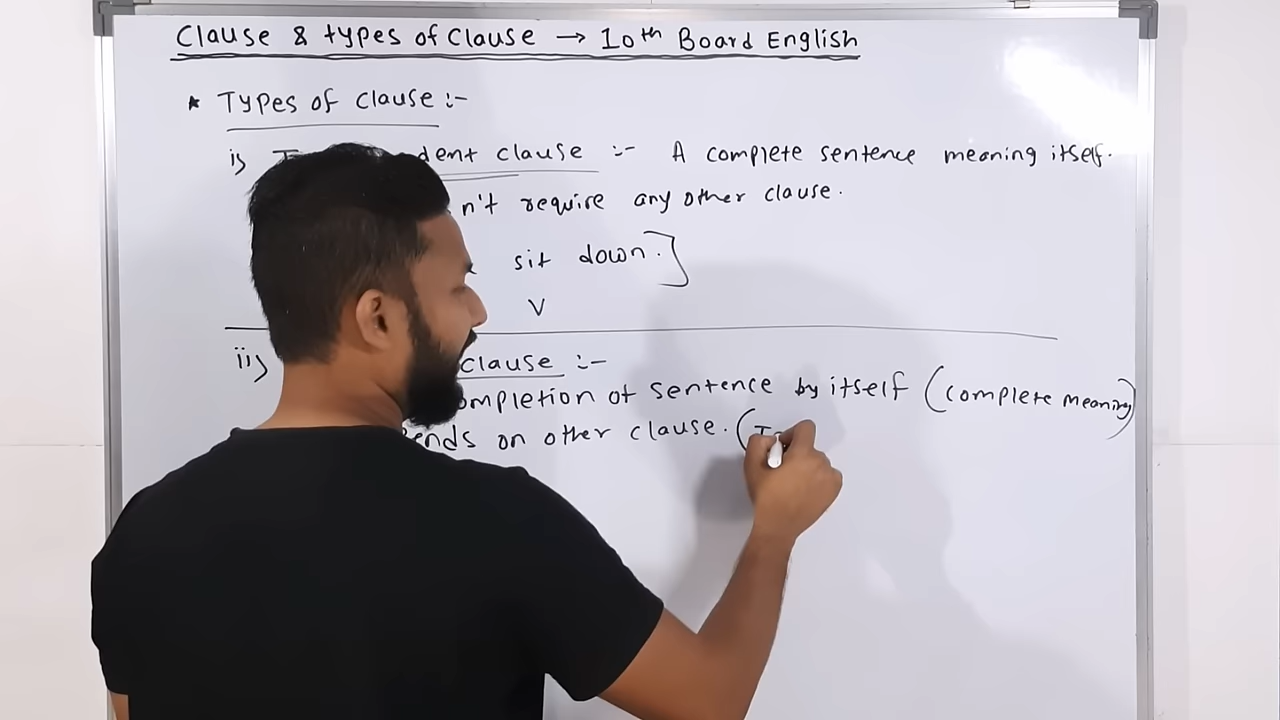 Clause & types of Clause → 10th Board English
* Types of Clause :-
i) dent clause :- A complete sentence meaning itself.
n't require any other clause.
sit down.]
V
ii) clause :-
ompletion of sentence by itself (complete meaning)
ends on other clause. (I